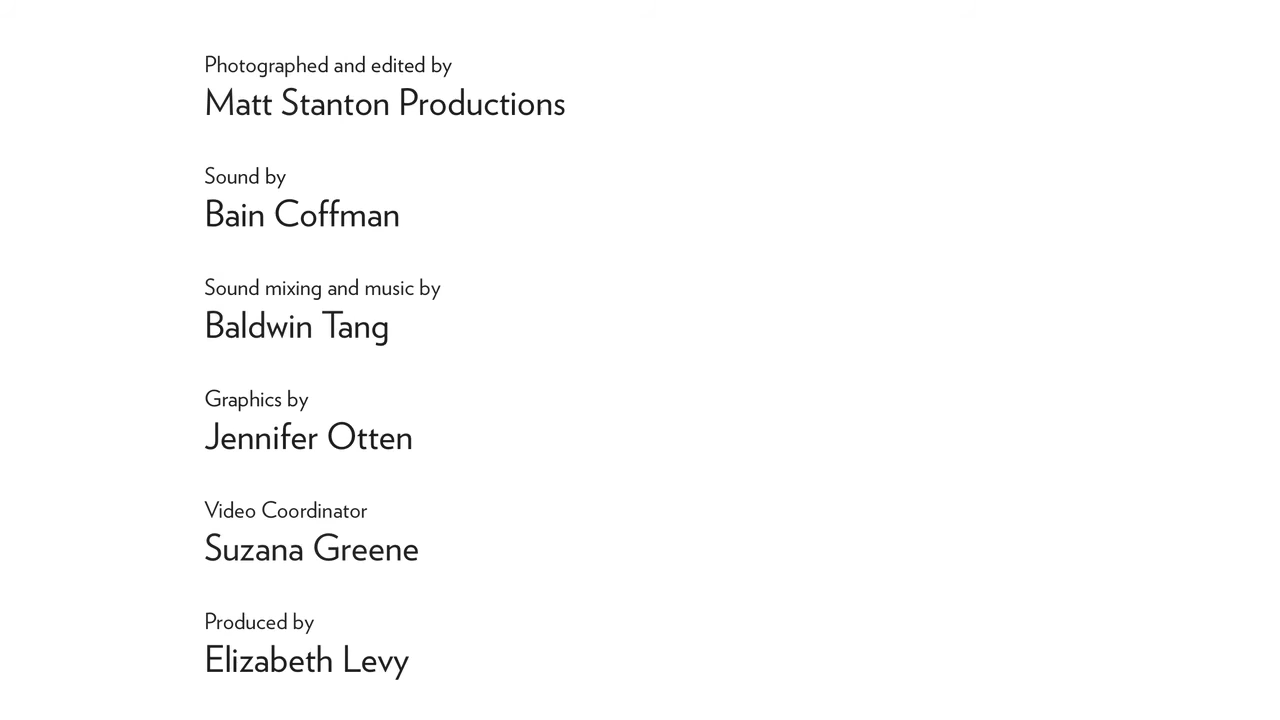 Photographed and edited by
Matt Stanton Productions
Sound by
Bain Coffman
Sound mixing and music by
Baldwin Tang
Graphics by
Jennifer Otten
Video Coordinator
Suzana Greene
Produced by
Elizabeth Levy